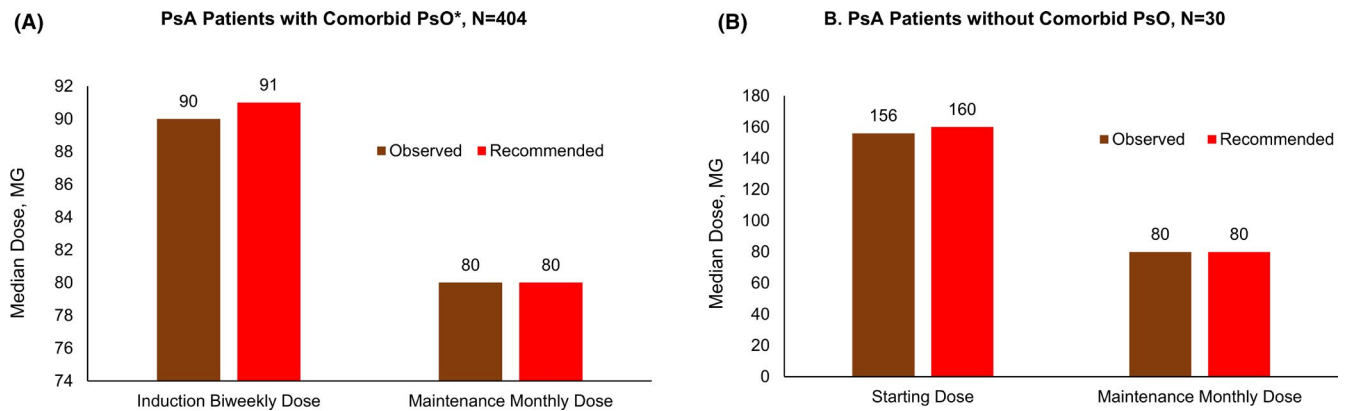 (A)
PsA Patients with Comorbid PsO*, N=404
Median Dose, MG
92
90
88
86
84
82
80
78
76
74
90
91
80
80
Observed
Recommended
Induction Biweekly Dose
Maintenance Monthly Dose
(B)
B. PsA Patients without Comorbid PsO, N=30
Median Dose, MG
180
160
140
120
100
80
60
40
20
0
156
160
80
80
Observed
Recommended
Starting Dose
Maintenance Monthly Dose